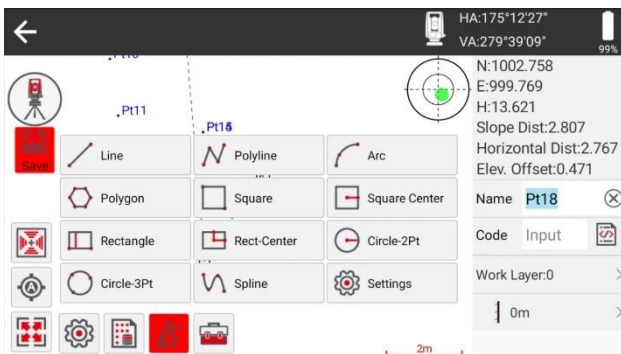 HA:175°12'27"
VA:279°39'09"
99%
N:1002.758
E:999.769
H:13.621
Slope Dist:2.807
Horizontal Dist:2.767
Elev. Offset:0.471
Name Pt18
Code Input
Work Layer:0
0m
.Pt11
Save
Line Polyline Arc
Polygon Square Square Center
Rectangle Rect-Center Circle-2Pt
Circle-3Pt Spline Settings
2m